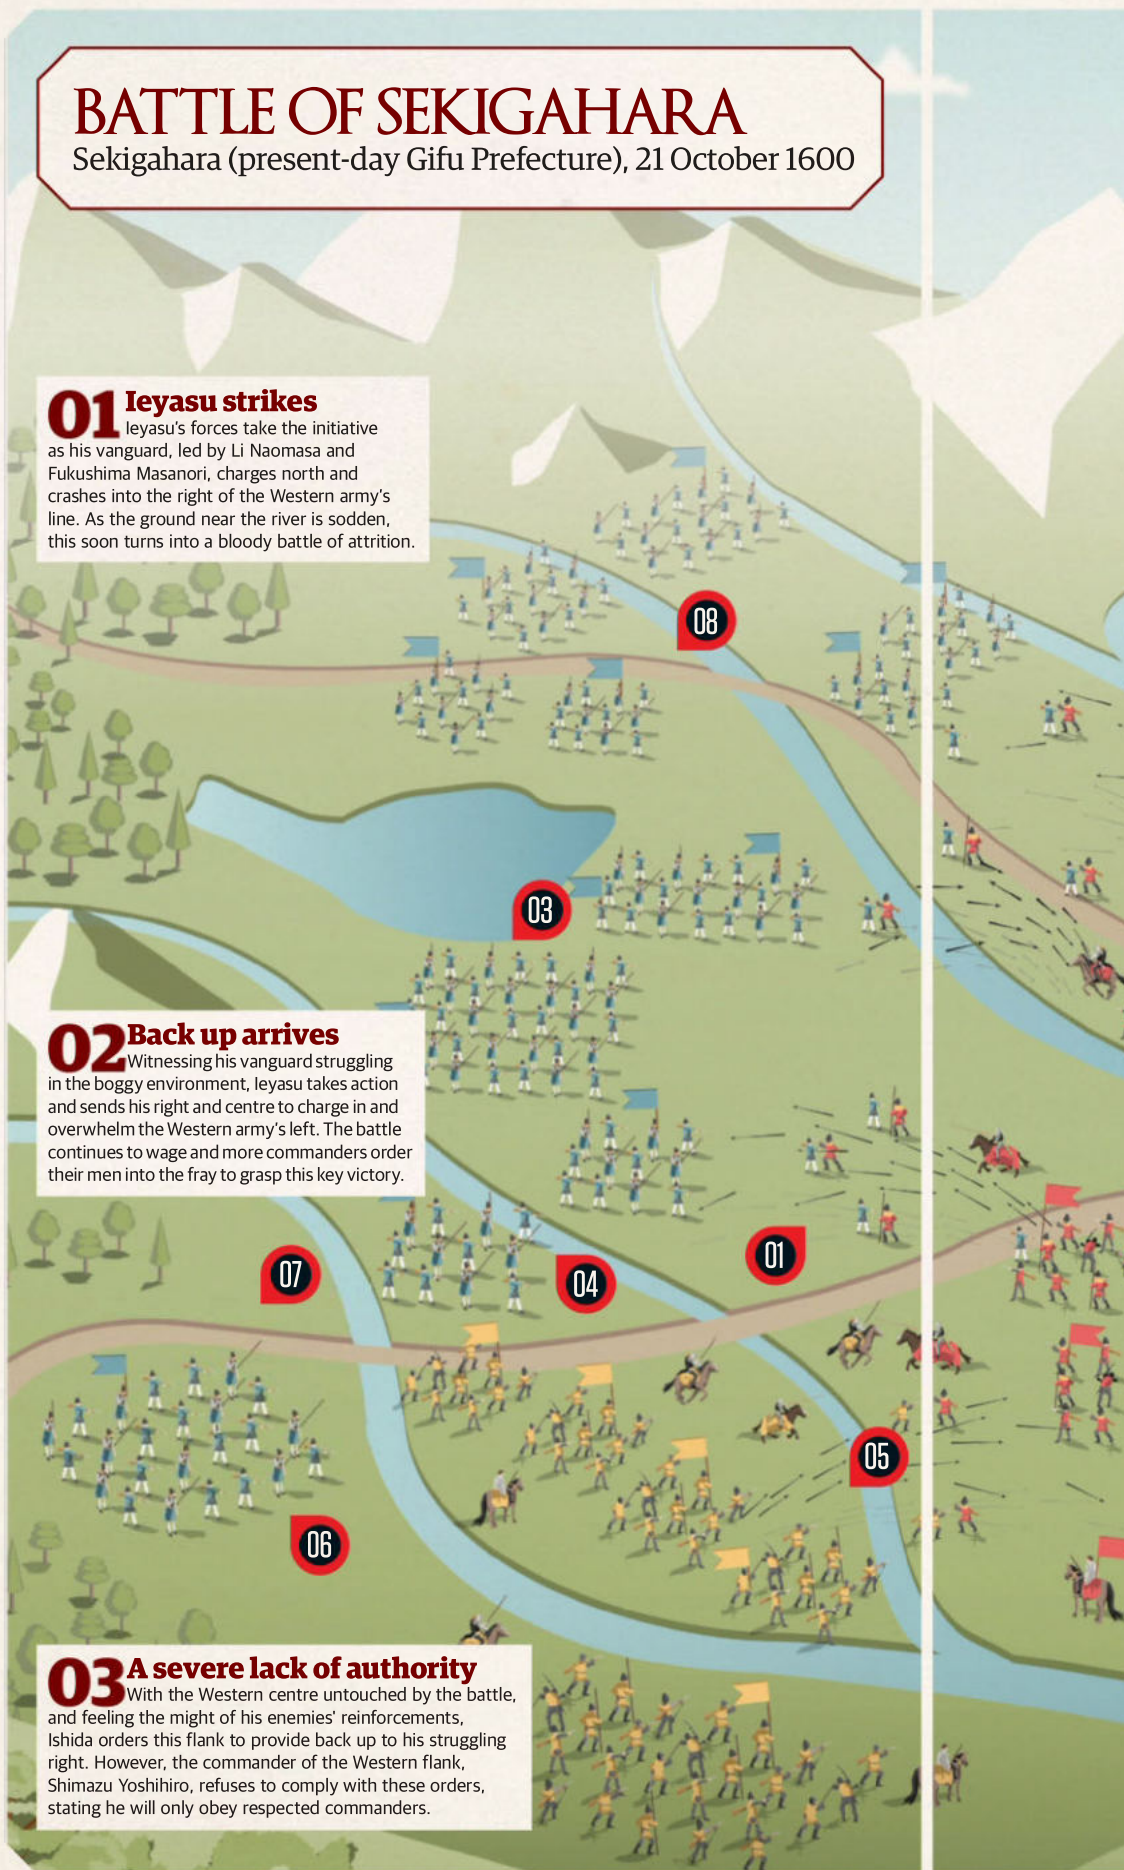 BATTLE OF SEKIGAHARA
Sekigahara (present-day Gifu Prefecture), 21 October 1600
01 Ieyasu strikes
Ieyasu's forces take the initiative
as his vanguard, led by Li Naomasa and
Fukushima Masanori, charges north and
crashes into the right of the Western army's
line. As the ground near the river is sodden,
this soon turns into a bloody battle of attrition.
08
03
02 Back up arrives
Witnessing his vanguard struggling
in the boggy environment, Ieyasu takes action
and sends his right and centre to charge in and
overwhelm the Western army's left. The battle
continues to wage and more commanders order
their men into the fray to grasp this key victory.
01
07
04
05
06
03 A severe lack of authority
With the Western centre untouched by the battle,
and feeling the might of his enemies' reinforcements,
Ishida orders this flank to provide back up to his struggling
right. However, the commander of the Western flank,
Shimazu Yoshihiro, refuses to comply with these orders,
stating he will only obey respected commanders.